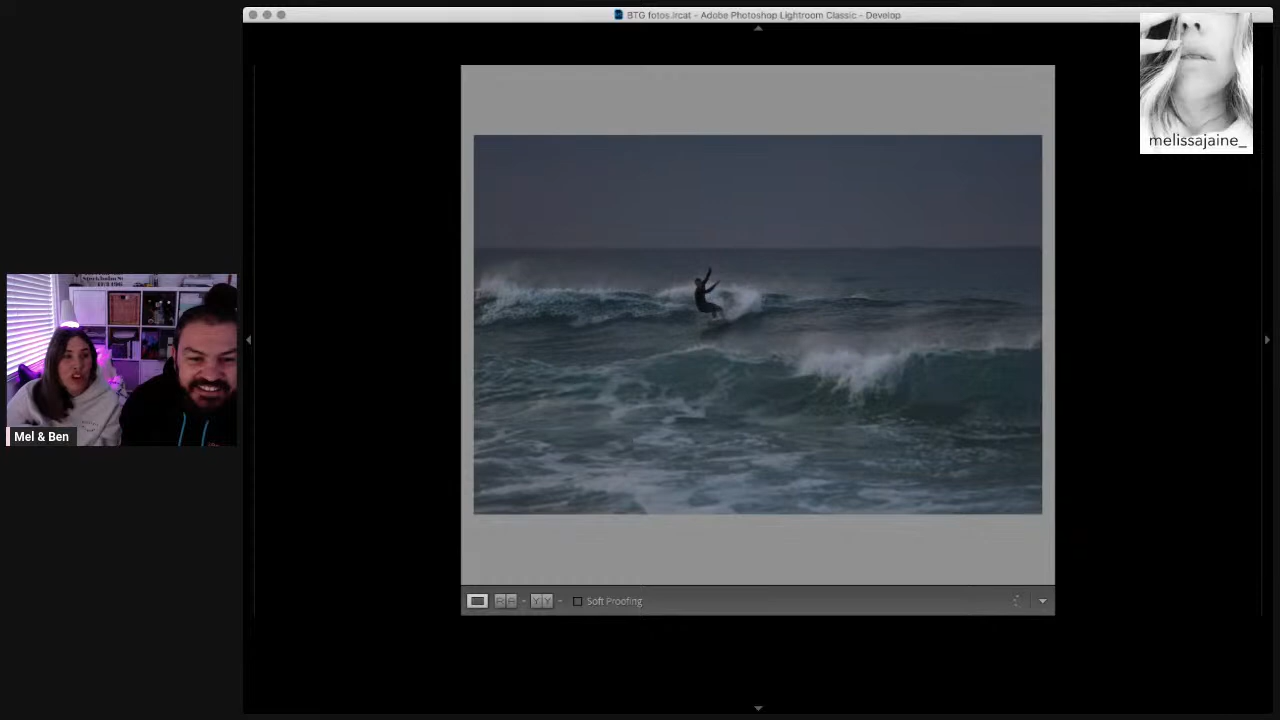 BTG fotos.lrcat - Adobe Photoshop Lightroom Classic - Develop
melissajaine_
Mel & Ben
Soft Proofing